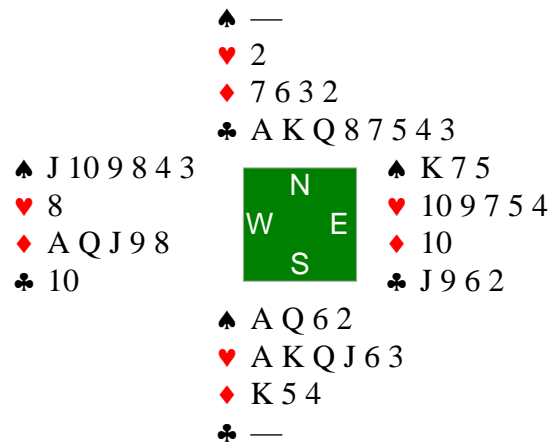 ♠ —
♥ 2
♦ 7 6 3 2
♣ A K Q 8 7 5 4 3
♠ J 10 9 8 4 3
♥ 8
♦ A Q J 9 8
♣ 10
N
W E
S
♠ K 7 5
♥ 10 9 7 5 4
♦ 10
♣ J 9 6 2
♠ A Q 6 2
♥ A K Q J 6 3
♦ K 5 4
♣ —